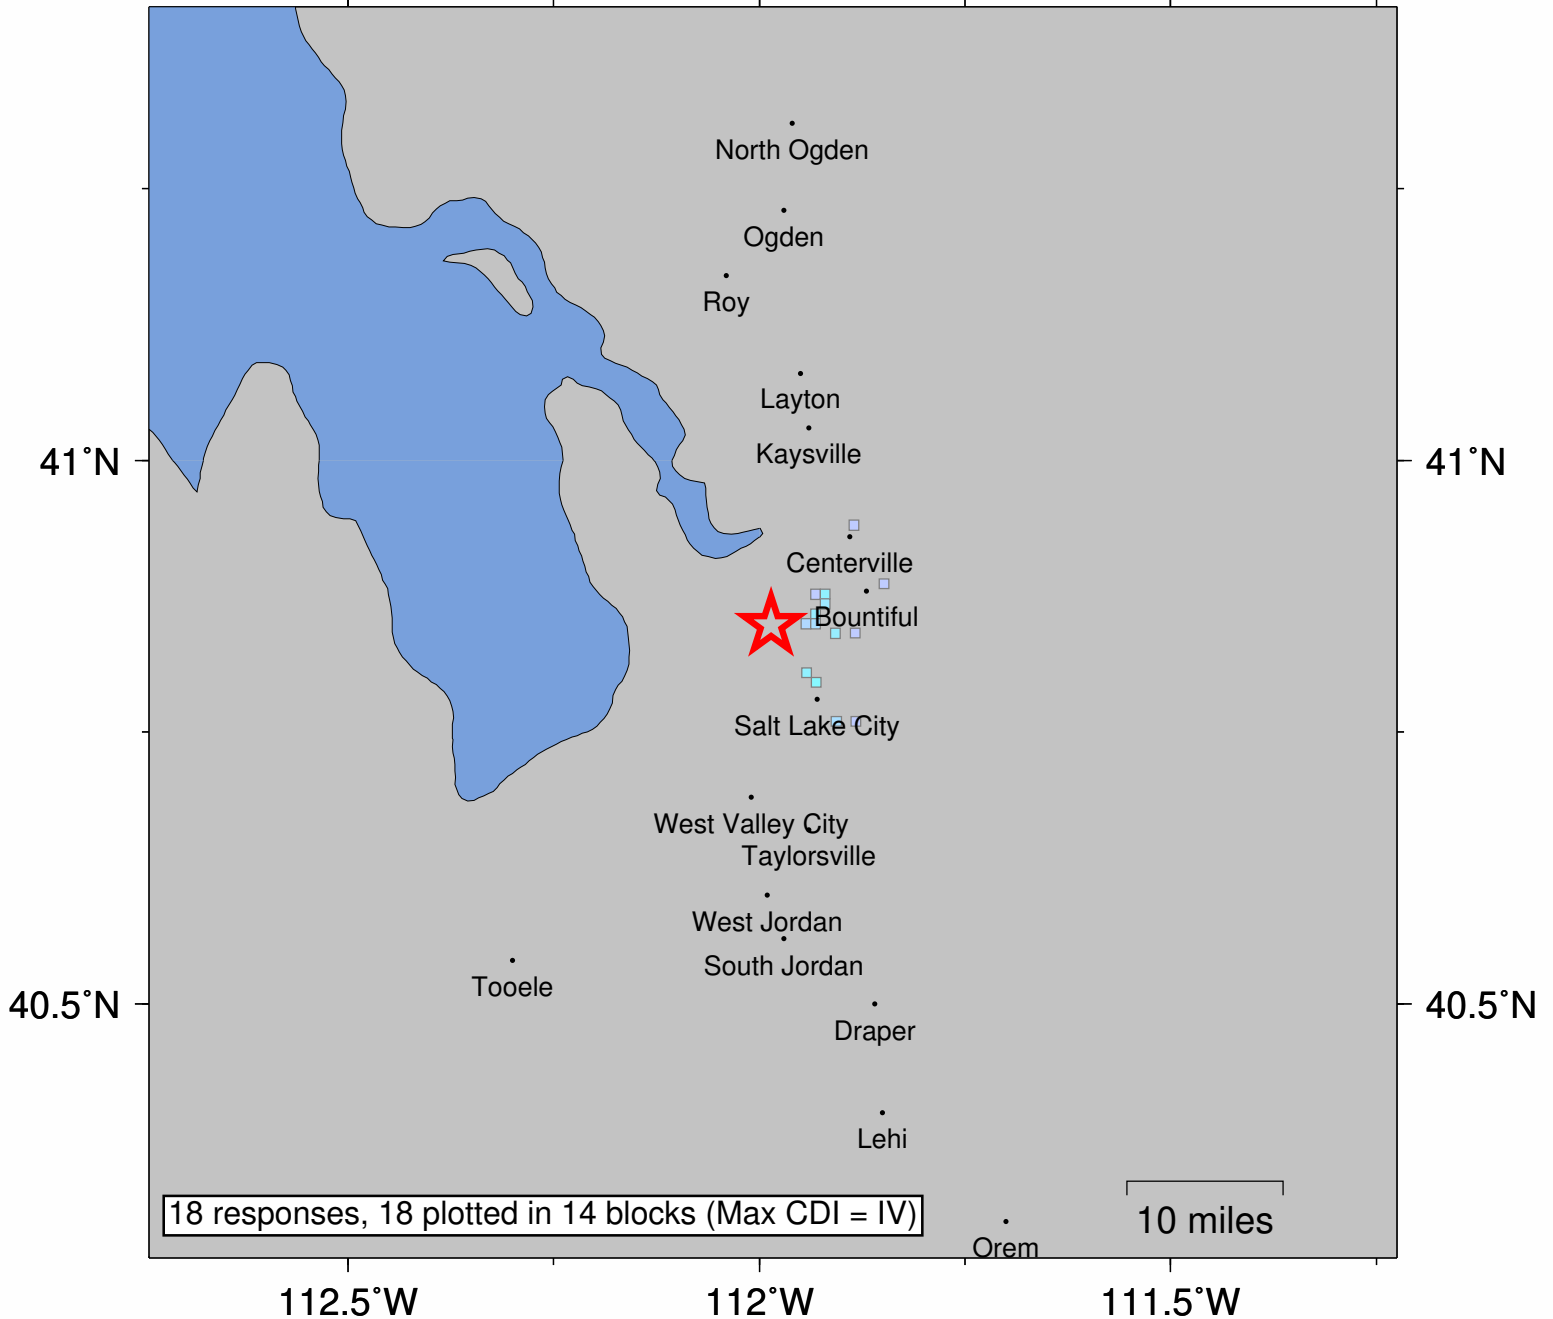 North Ogden
Ogden
Roy
Layton
Kaysville
41°N
41°N
Centerville
Bountiful
Salt Lake City
West Valley City
Taylorsville
West Jordan
South Jordan
Tooele
40.5°N
40.5°N
Draper
Lehi
18 responses, 18 plotted in 14 blocks (Max CDI = IV)
10 miles
Orem
112.5°W
112°W
111.5°W